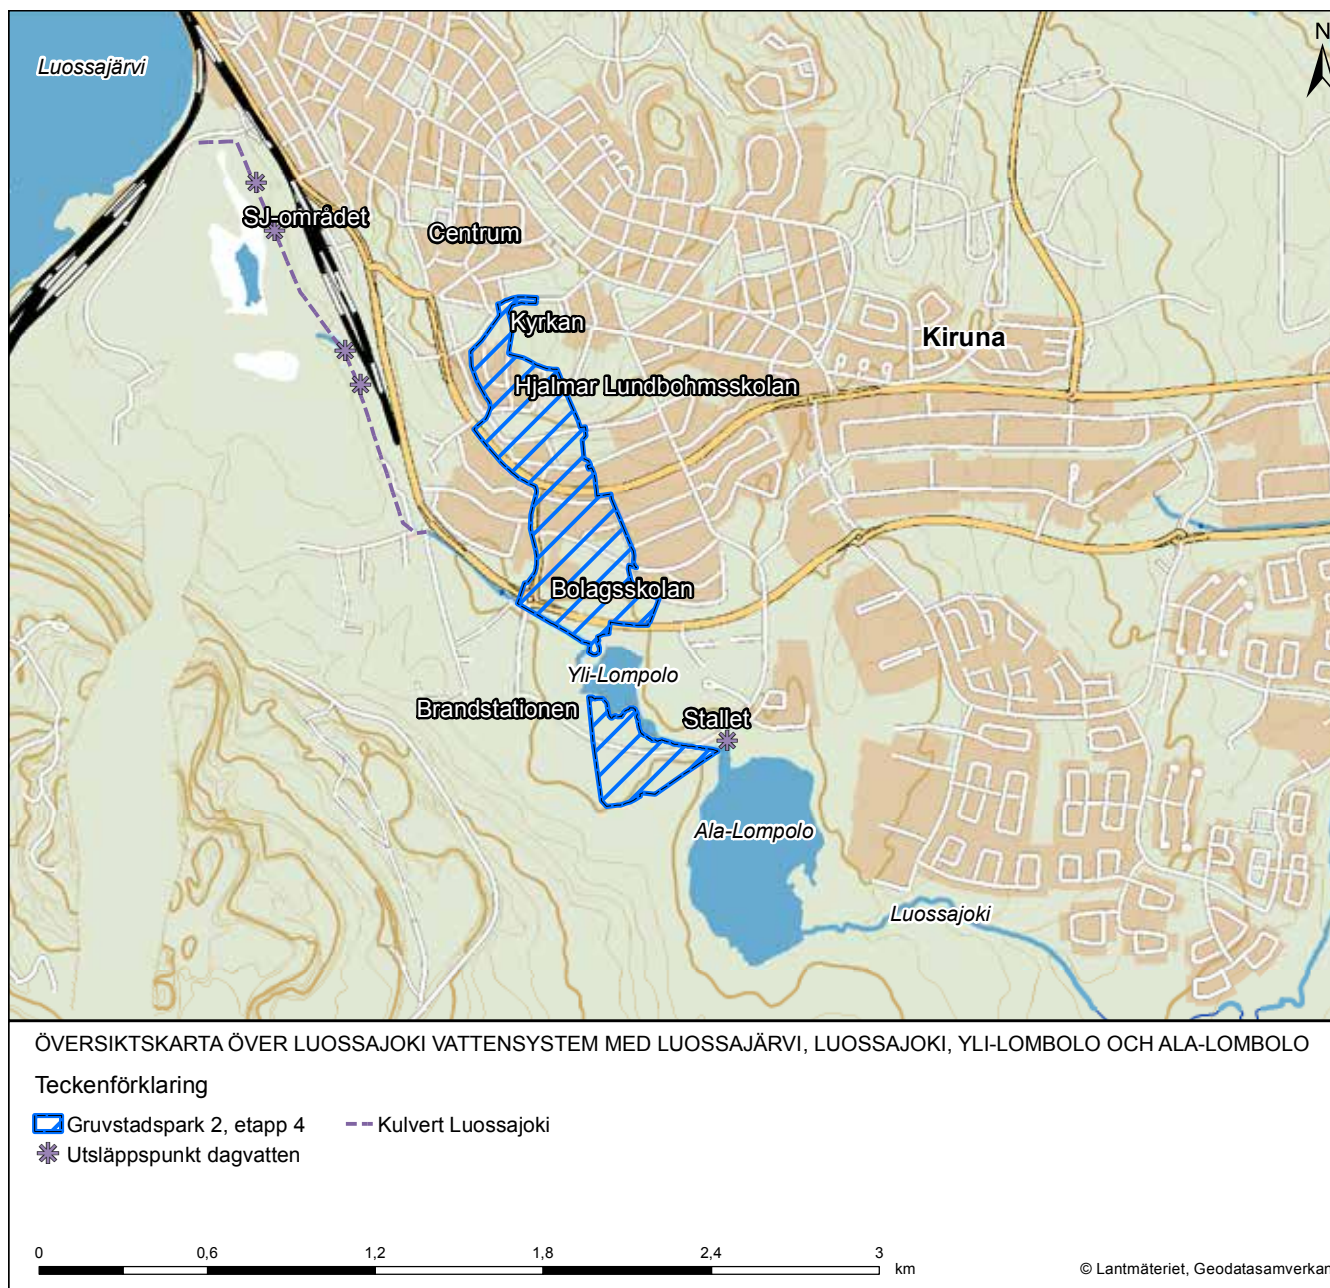 N
Luossajärvi
SJ-området
Centrum
Kyrkan
Kiruna
Hjalmar Lundbohmsskolan
Bolagsskolan
Yli-Lompolo
Brandstationen
Stallet
Ala-Lompolo
Luossajoki
ÖVERSIKTSKARTA ÖVER LUOSSAJOKI VATTENSYSTEM MED LUOSSAJÄRVI, LUOSSAJOKI, YLI-LOMBOLO OCH ALA-LOMBOLO
Teckenförklaring
Gruvstadspark 2, etapp 4
Kulvert Luossajoki
Utsläppspunkt dagvatten
0 0,6 1,2 1,8 2,4 3
km
© Lantmäteriet, Geodatasamverkan